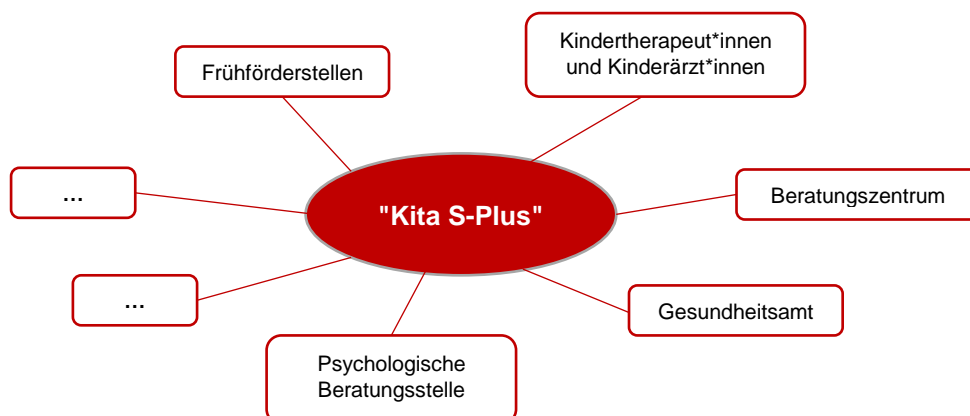 Kindertherapeut*innen
und Kinderärzt*innen
Frühförderstellen
...
"Kita S-Plus"
Beratungszentrum
...
Gesundheitsamt
Psychologische
Beratungsstelle